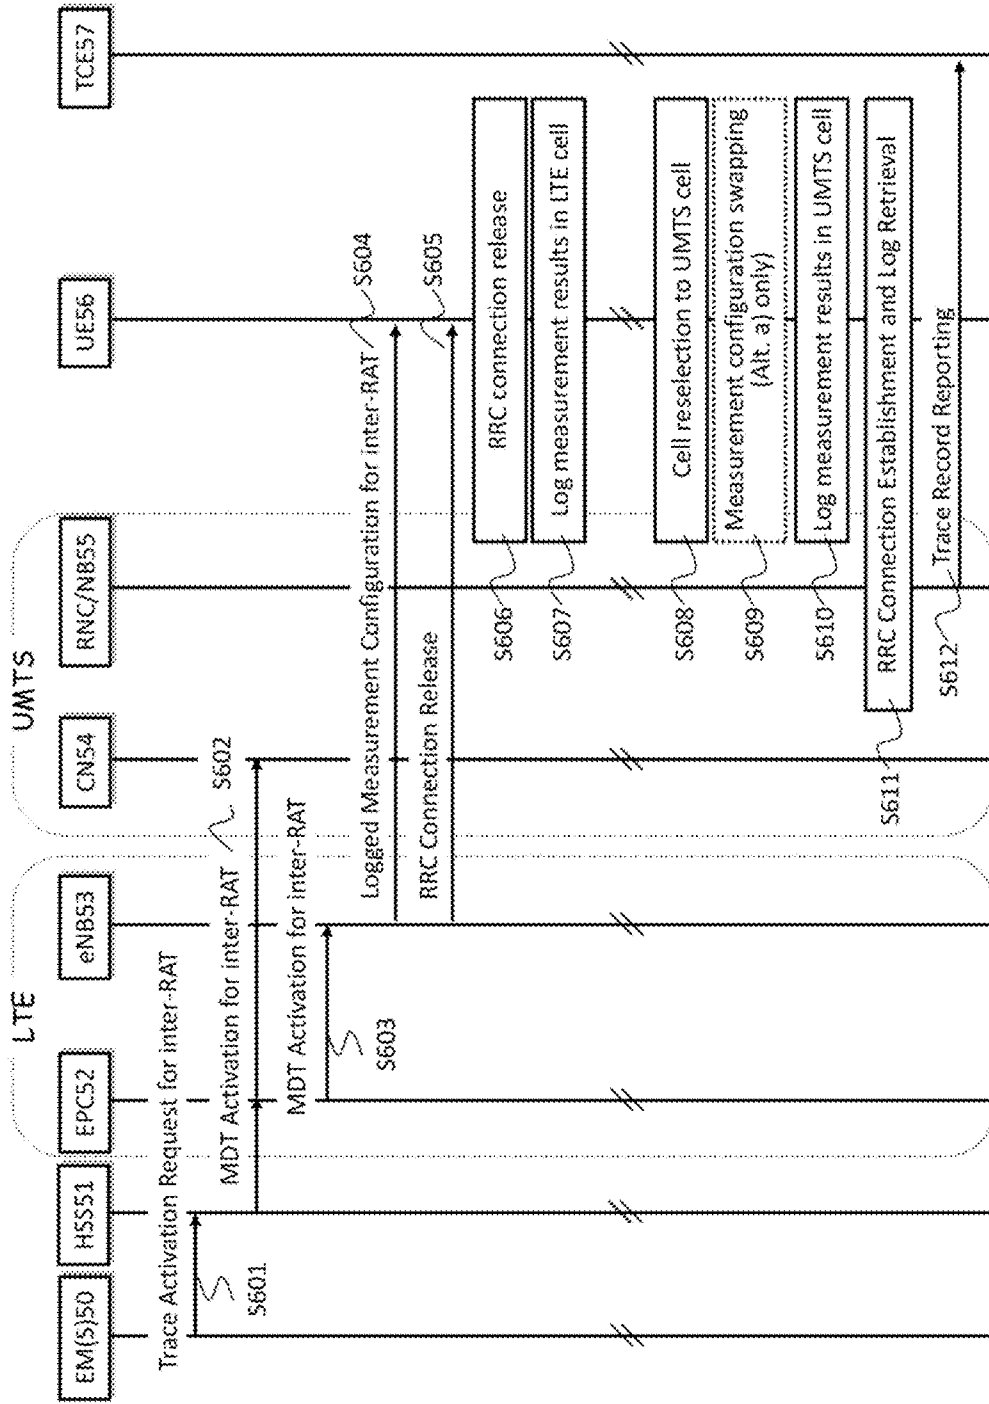 LTE
UMTS
EM(S)50
HSS51
EPC52
eNB53
CN54
RNC/NB55
UE56
TCE57
Trace Activation Request for inter-RAT
S601
MDT Activation for inter-RAT
S602
MDT Activation for inter-RAT
S603
Logged Measurement Configuration for inter-RAT
S604
RRC Connection Release
S605
RRC connection release
S606
Log measurement results in LTE cell
S607
Cell reselection to UMTS cell
S608
Measurement configuration swapping
(Alt. a) only)
S609
Log measurement results in UMTS cell
S610
RRC Connection Establishment and Log Retrieval
S611
Trace Record Reporting
S612